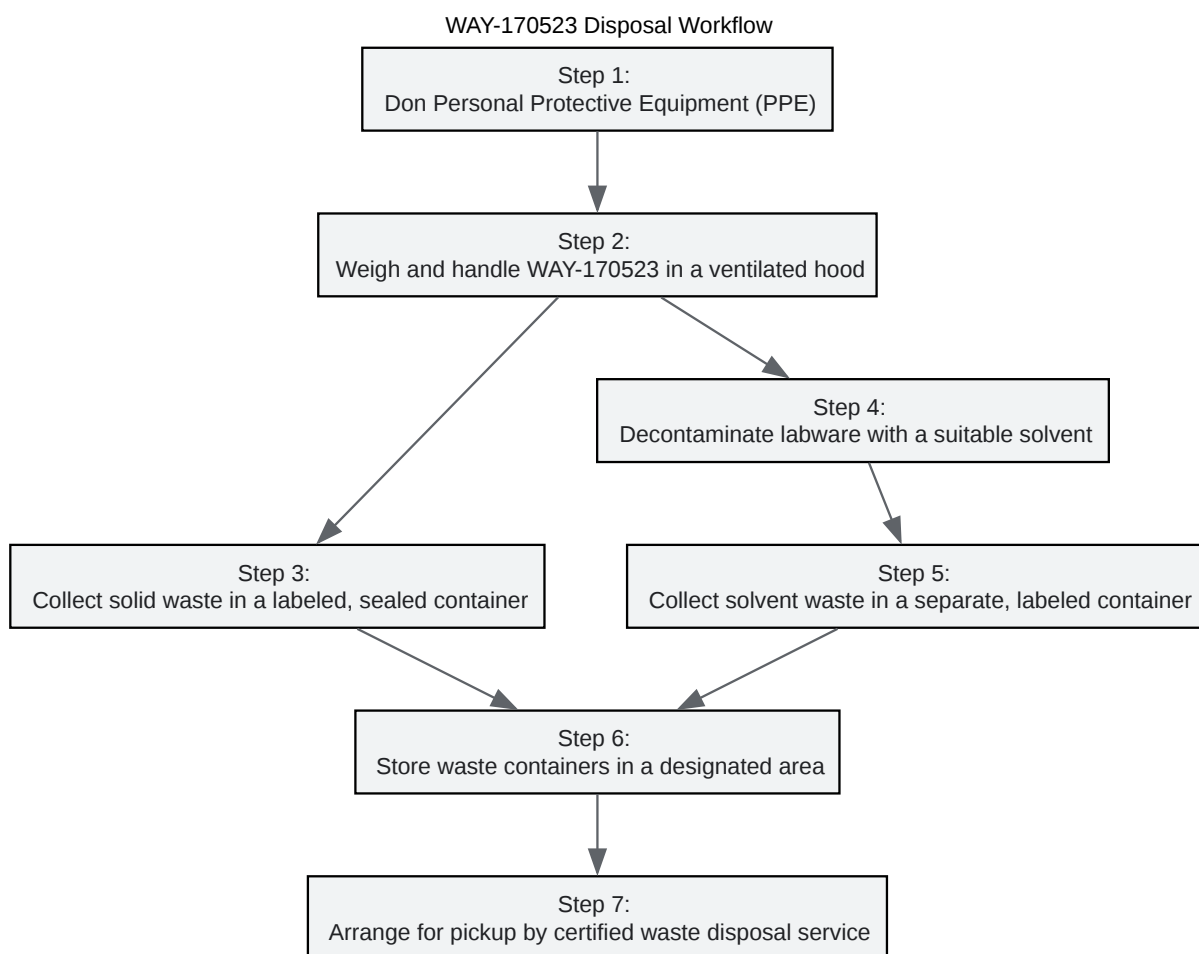 WAY-170523 Disposal Workflow
Step 1:
Don Personal Protective Equipment (PPE)
Step 2:
Weigh and handle WAY-170523 in a ventilated hood
Step 4:
Decontaminate labware with a suitable solvent
Step 3:
Collect solid waste in a labeled, sealed container
Step 5:
Collect solvent waste in a separate, labeled container
Step 6:
Store waste containers in a designated area
Step 7:
Arrange for pickup by certified waste disposal service